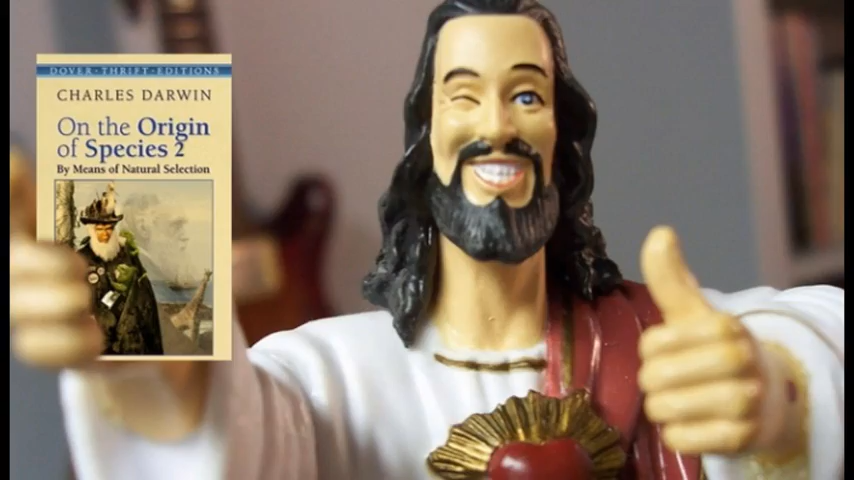 DOVER · THRIFT · EDITIONS
CHARLES DARWIN
On the Origin
of Species 2
By Means of Natural Selection